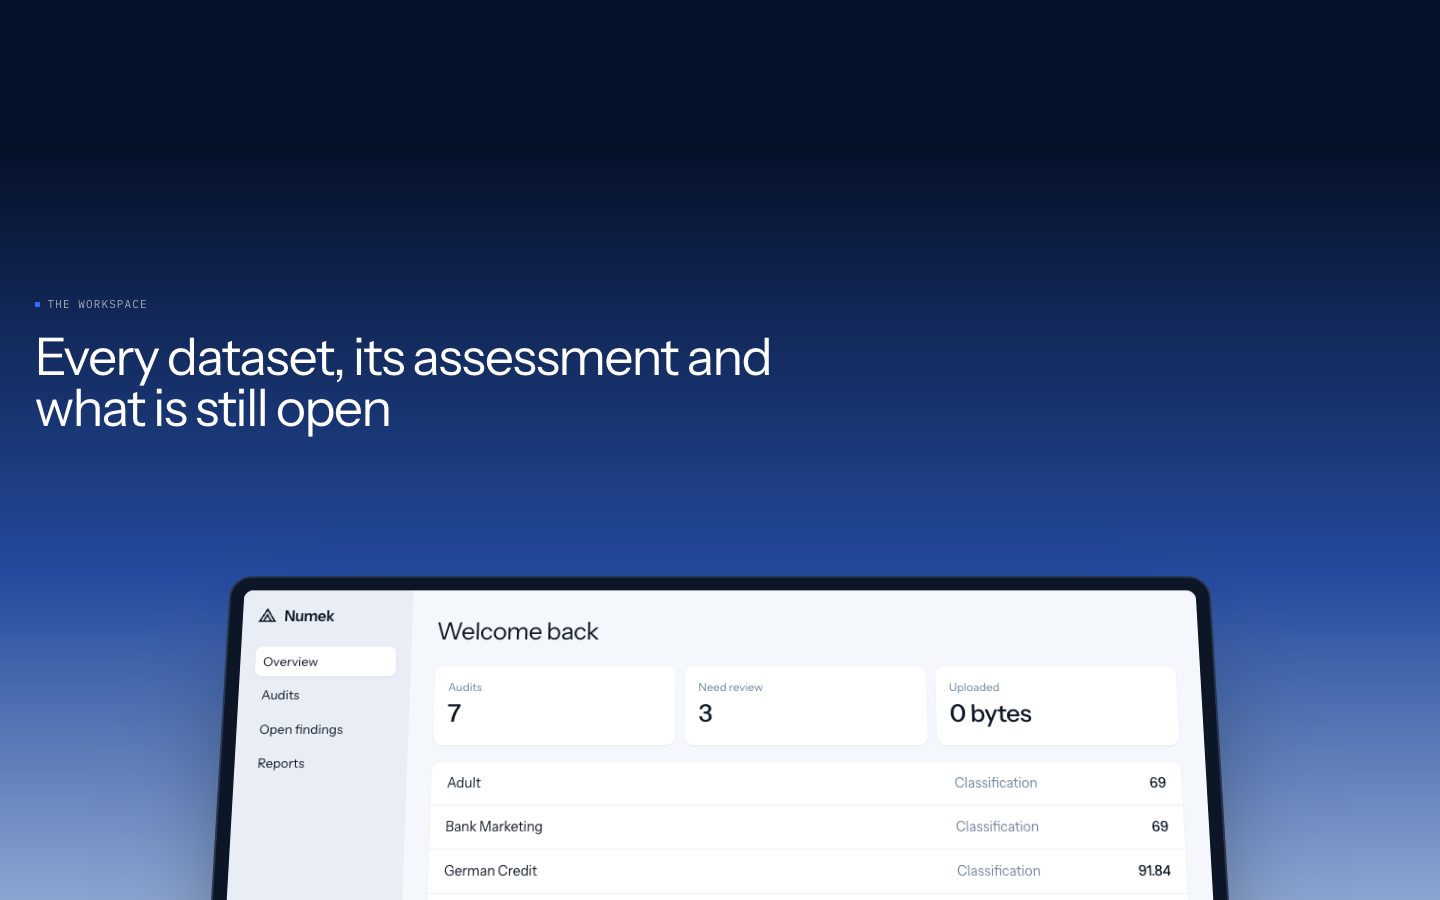 THE WORKSPACE
Every dataset, its assessment and
what is still open
Numek
Overview
Audits
Open findings
Reports
Welcome back
Audits
7
Need review
3
Uploaded
0 bytes
Adult Classification 69
Bank Marketing Classification 69
German Credit Classification 91.84